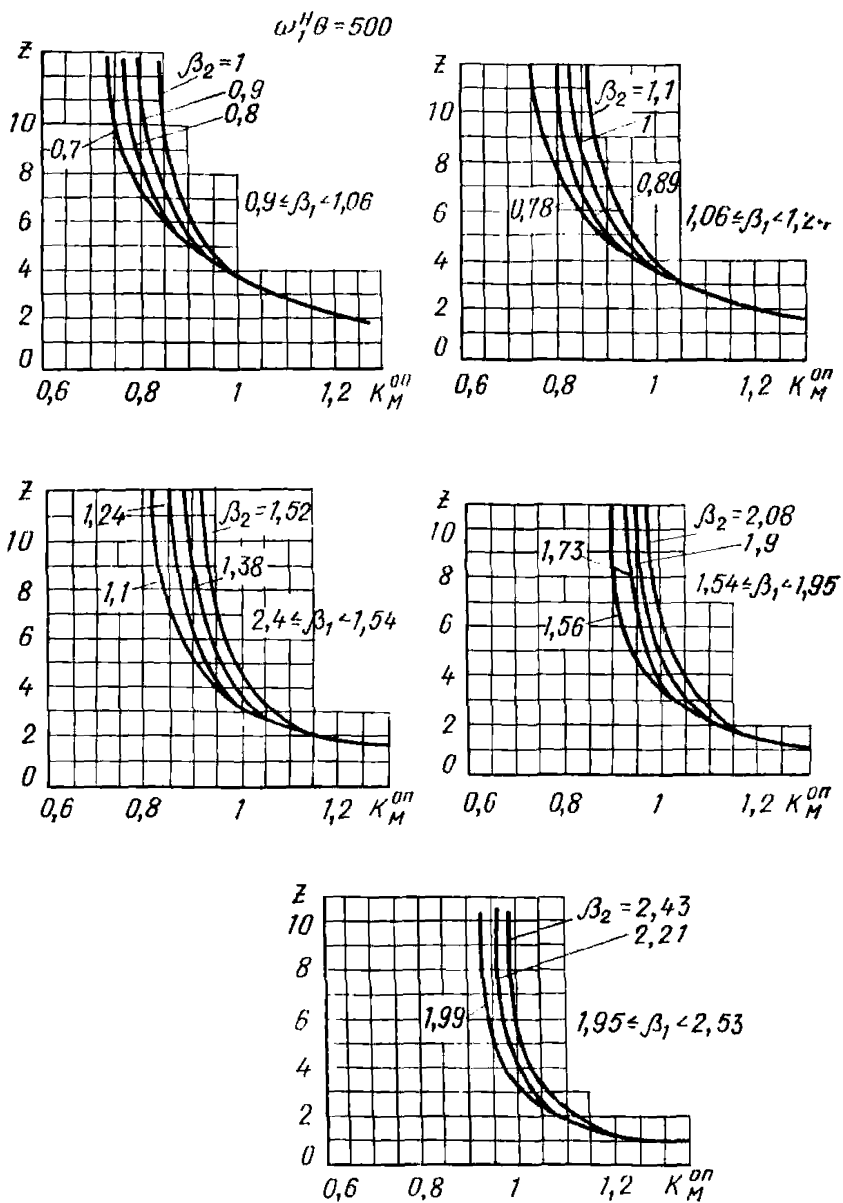 ω₁ᴴθ = 500
z
β₂ = 1
0,9
0,8
0,7
0,9 ≤ β₁ < 1,06
10
8
6
4
2
0
0,6 0,8 1 1,2 K_M^оп
z
β₂ = 1,1
1
0,89
0,78
1,06 ≤ β₁ <
10
8
6
4
2
0
0,6 0,8 1 1,2 K_M^оп
z
1,24
β₂ = 1,52
1,38
1,1
2,4 ≤ β₁ < 1,54
10
8
6
4
2
0
0,6 0,8 1 1,2 K_M^оп
z
β₂ = 2,08
1,9
1,73
1,54 ≤ β₁ < 1,95
1,56
10
8
6
4
2
0
0,6 0,8 1 1,2 K_M^оп
z
β₂ = 2,43
2,21
1,99
1,95 ≤ β₁ < 2,53
10
8
6
4
2
0
0,6 0,8 1 1,2 K_M^оп